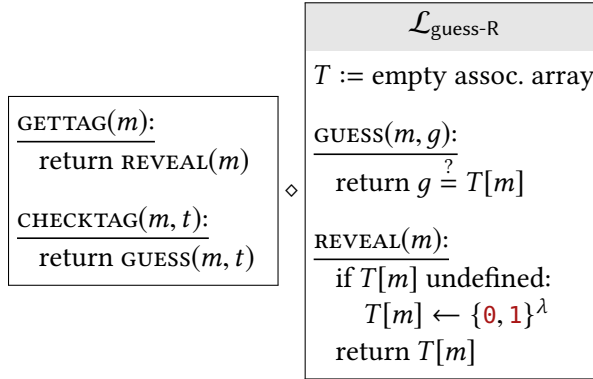 GETTAG(m):
return REVEAL(m)
CHECKTAG(m, t):
return GUESS(m, t)
⋄
𝓛guess-R
T := empty assoc. array
GUESS(m, g):
return g ≟ T[m]
REVEAL(m):
if T[m] undefined:
T[m] ← {0, 1}^λ
return T[m]